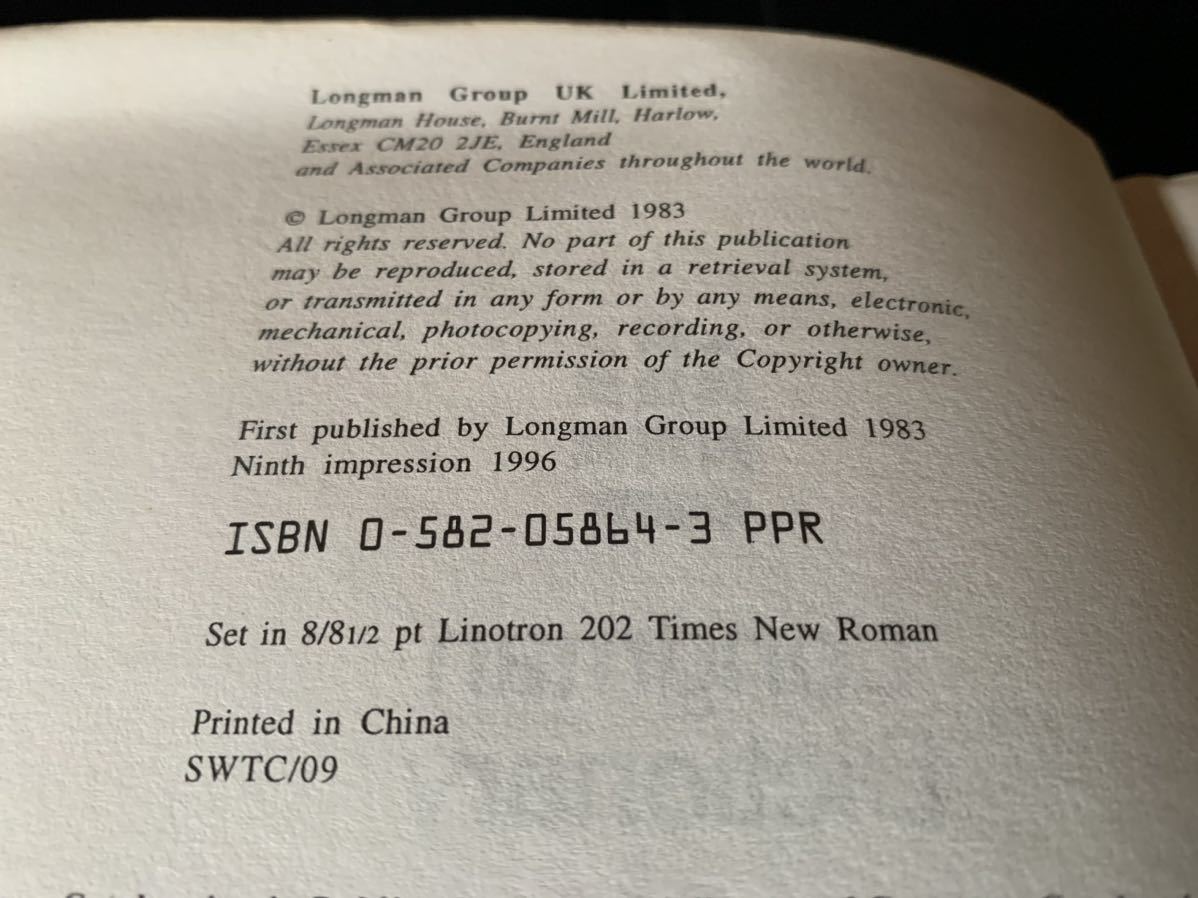 Longman Group UK Limited,
Longman House, Burnt Mill, Harlow,
Essex CM20 2JE, England
and Associated Companies throughout the world.
© Longman Group Limited 1983
All rights reserved. No part of this publication
may be reproduced, stored in a retrieval system,
or transmitted in any form or by any means, electronic,
mechanical, photocopying, recording, or otherwise,
without the prior permission of the Copyright owner.
First published by Longman Group Limited 1983
Ninth impression 1996
ISBN 0-582-05864-3 PPR
Set in 8/8 1/2 pt Linotron 202 Times New Roman
Printed in China
SWTC/09